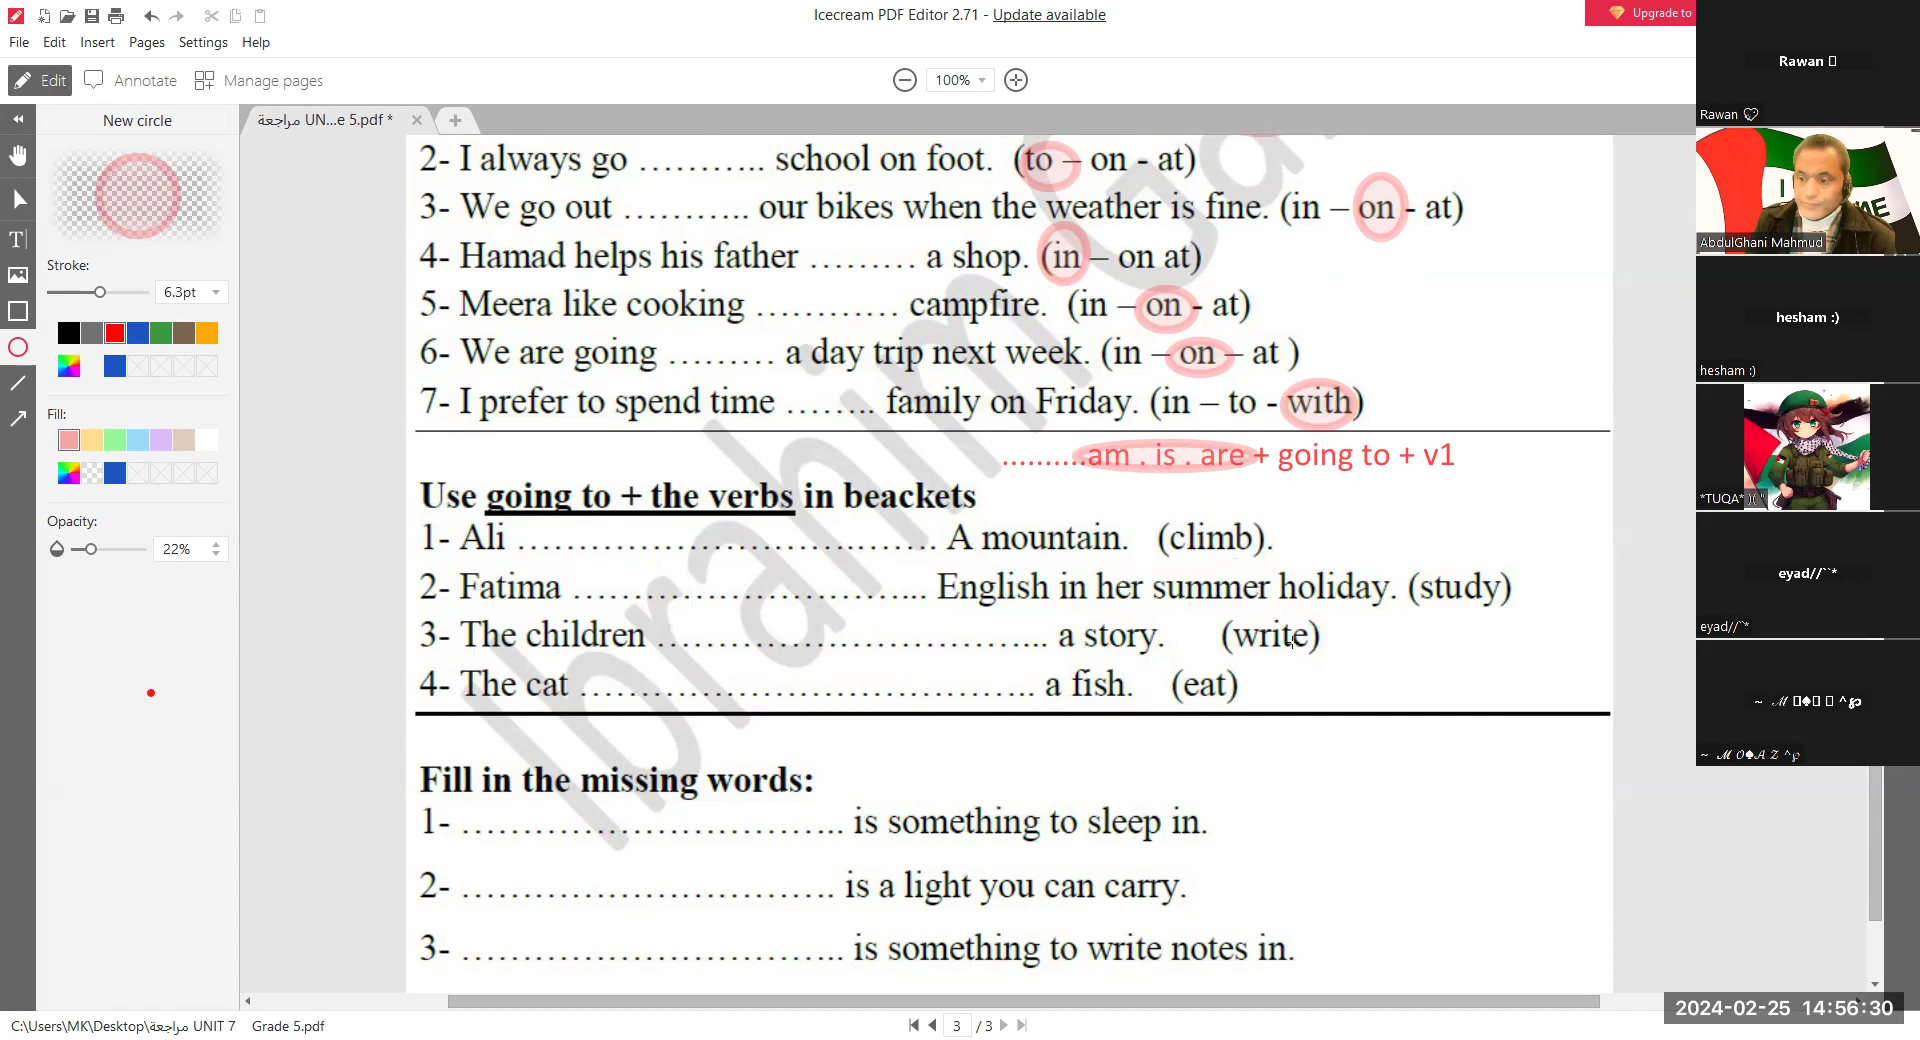 Icecream PDF Editor 2.71 - Update available
Upgrade to
File Edit Insert Pages Settings Help
Edit Annotate Manage pages
100%
New circle
مراجعة UN...e 5.pdf *
Stroke:
6.3pt
Fill:
Opacity:
22%
2- I always go ……….. school on foot. (to – on - at)
3- We go out ……….. our bikes when the weather is fine. (in – on - at)
4- Hamad helps his father ……… a shop. (in – on at)
5- Meera like cooking ………… campfire. (in – on - at)
6- We are going ……… a day trip next week. (in – on – at )
7- I prefer to spend time …….. family on Friday. (in – to - with)
..........am . is . are + going to + v1
Use going to + the verbs in beackets
1- Ali ……………………………….…… A mountain. (climb).
2- Fatima …………………………... English in her summer holiday. (study)
3- The children ………………………………... a story. (write)
4- The cat …………………………………….. a fish. (eat)
Fill in the missing words:
1- ……………………………….. is something to sleep in.
2- ………………………………. is a light you can carry.
3- ……………………………….. is something to write notes in.
Ibrahim
Rawan
Rawan
AbdulGhani Mahmud
hesham :)
hesham :)
*TUQA*
eyad//``*
eyad//``*
~ ℳ O♠𝒜 Z ^℘
2024-02-25 14:56:30
C:\Users\MK\Desktop\مراجعة UNIT 7 Grade 5.pdf
3 / 3